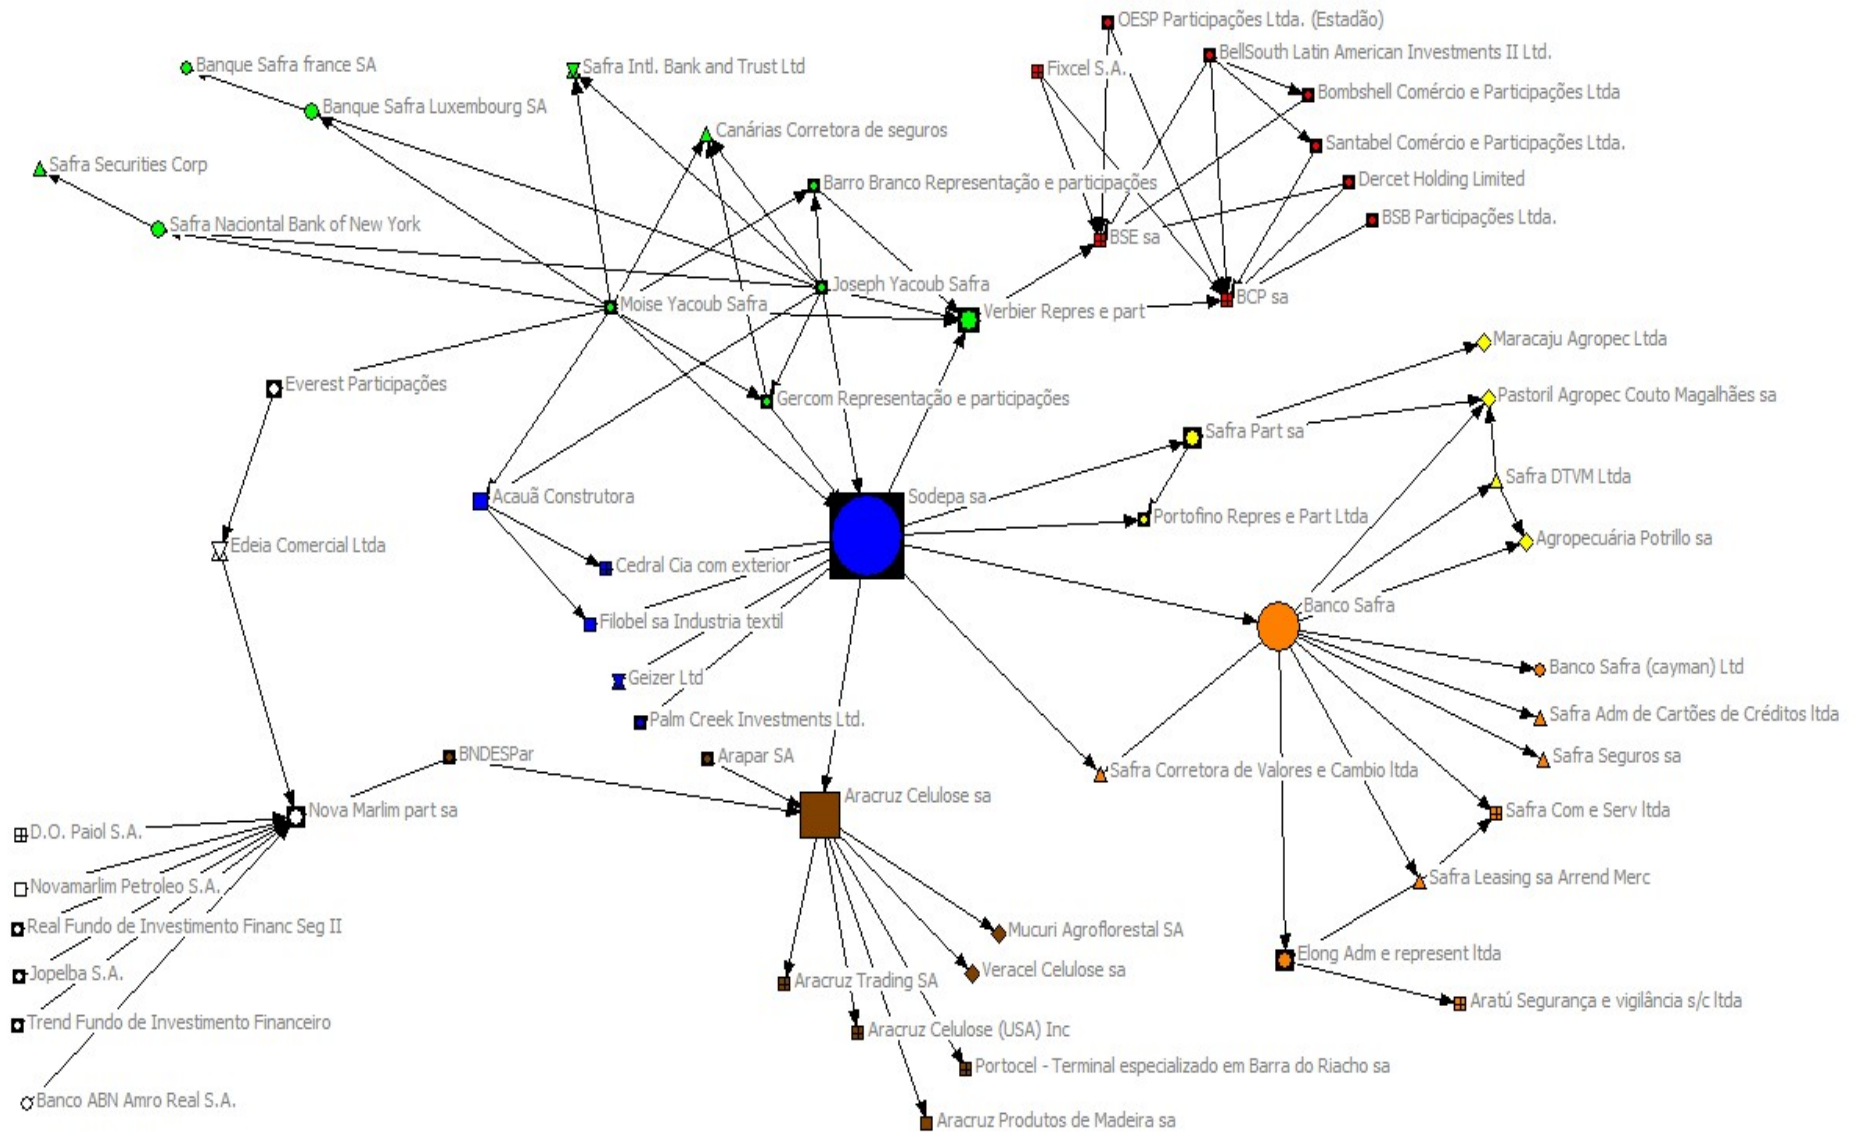 OESP Participações Ltda. (Estadão)
BellSouth Latin American Investments II Ltd.
Banque Safra france SA
Safra Intl. Bank and Trust Ltd
Fixcel S.A.
Bombshell Comércio e Participações Ltda
Banque Safra Luxembourg SA
Canárias Corretora de seguros
Santabel Comércio e Participações Ltda.
Safra Securities Corp
Barro Branco Representação e participações
Dercet Holding Limited
BSB Participações Ltda.
Safra Naciontal Bank of New York
BSE sa
Joseph Yacoub Safra
Moise Yacoub Safra
BCP sa
Verbier Repres e part
Maracaju Agropec Ltda
Everest Participações
Gercom Representação e participações
Pastoril Agropec Couto Magalhães sa
Safra Part sa
Safra DTVM Ltda
Acauã Construtora
Sodepa sa
Portofino Repres e Part Ltda
Agropecuária Potrillo sa
Edeia Comercial Ltda
Cedral Cia com exterior
Banco Safra
Filobel sa Industria textil
Banco Safra (cayman) Ltd
Geizer Ltd
Safra Adm de Cartões de Créditos ltda
Palm Creek Investments Ltd.
BNDESPar
Arapar SA
Safra Seguros sa
Safra Corretora de Valores e Cambio ltda
Aracruz Celulose sa
Nova Marlim part sa
Safra Com e Serv ltda
D.O. Paiol S.A.
Safra Leasing sa Arrend Merc
Novamarlim Petroleo S.A.
Real Fundo de Investimento Financ Seg II
Mucuri Agroflorestal SA
Elong Adm e represent ltda
Jopelba S.A.
Veracel Celulose sa
Aracruz Trading SA
Aratú Segurança e vigilância s/c ltda
Trend Fundo de Investimento Financeiro
Aracruz Celulose (USA) Inc
Portocel - Terminal especializado em Barra do Riacho sa
Banco ABN Amro Real S.A.
Aracruz Produtos de Madeira sa